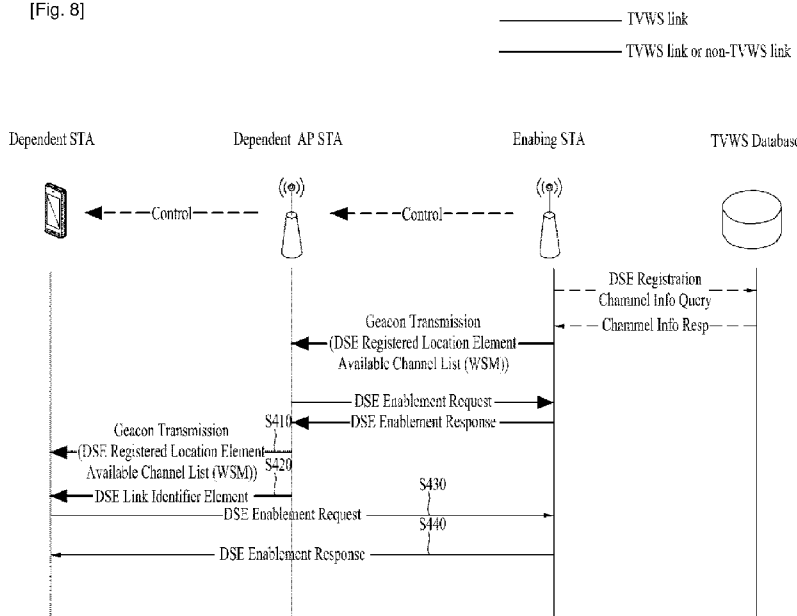 [Fig. 8]
TVWS link
TVWS link or non-TVWS link
Dependent STA
Dependent AP STA
Enabing STA
TVWS Database
Control
Control
DSE Registration
Channel Info Query
Channel Info Resp
Geacon Transmission
(DSE Registered Location Element
Available Channel List (WSM))
DSE Enablement Request
DSE Enablement Response
S410
Geacon Transmission
(DSE Registered Location Element
Available Channel List (WSM))
S420
DSE Link Identifier Element
S430
DSE Enablement Request
S440
DSE Enablement Response